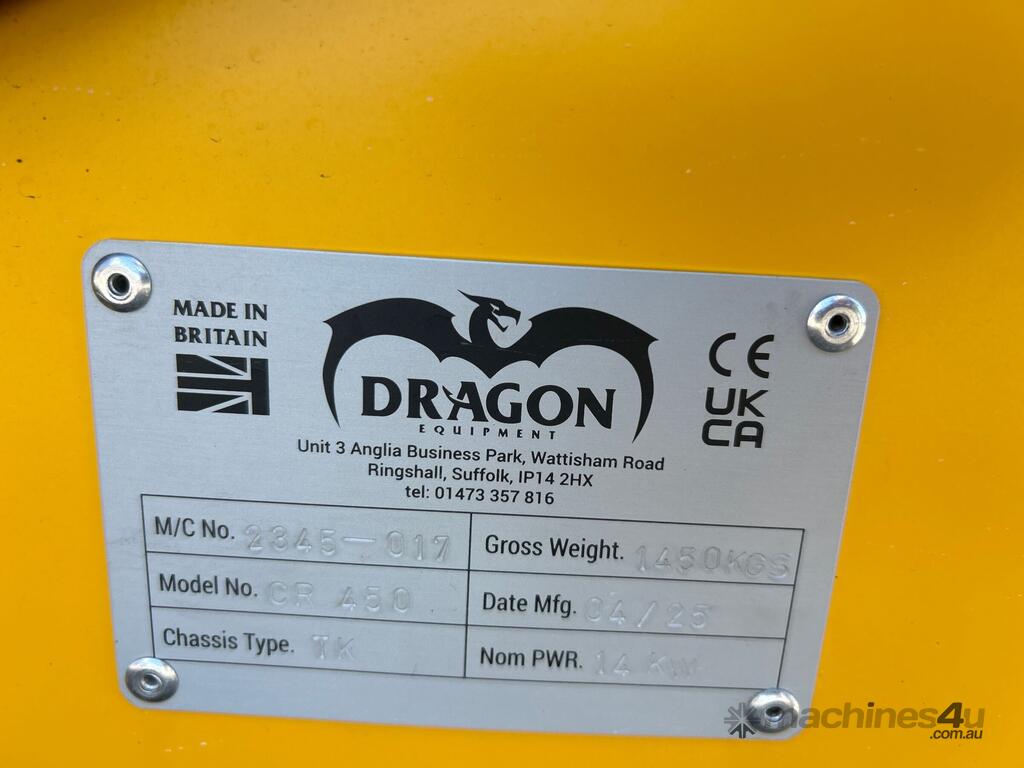 MADE IN
BRITAIN
DRAGON
EQUIPMENT
CE
UK
CA
Unit 3 Anglia Business Park, Wattisham Road
Ringshall, Suffolk, IP14 2HX
tel: 01473 357 816
M/C No. 2345-017
Gross Weight. 1450KGS
Model No. CR 450
Date Mfg. 04/25
Chassis Type. TK
Nom PWR. 14 KW
machines4u
.com.au